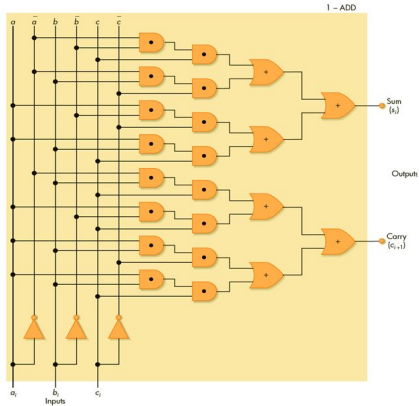 1 – ADD
a a̅ b b̅ c c̅
Sum
(sᵢ)
Outputs
Carry
(cᵢ₊₁)
+
+
+
+
+
+
aᵢ bᵢ cᵢ
Inputs